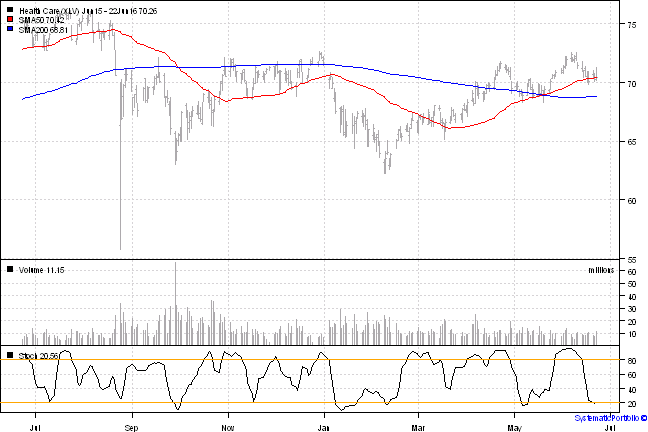 Health Care (XLV) Jun15 - 22Jun16 70.26
SMA50 70.42
SMA200 68.81
75
70
65
60
55
Volume 11.15
millions
60
50
40
30
20
10
Stoch 20.56
80
60
40
20
Jul Sep Nov Jan Mar May Jul
SystematicPortfolio ©